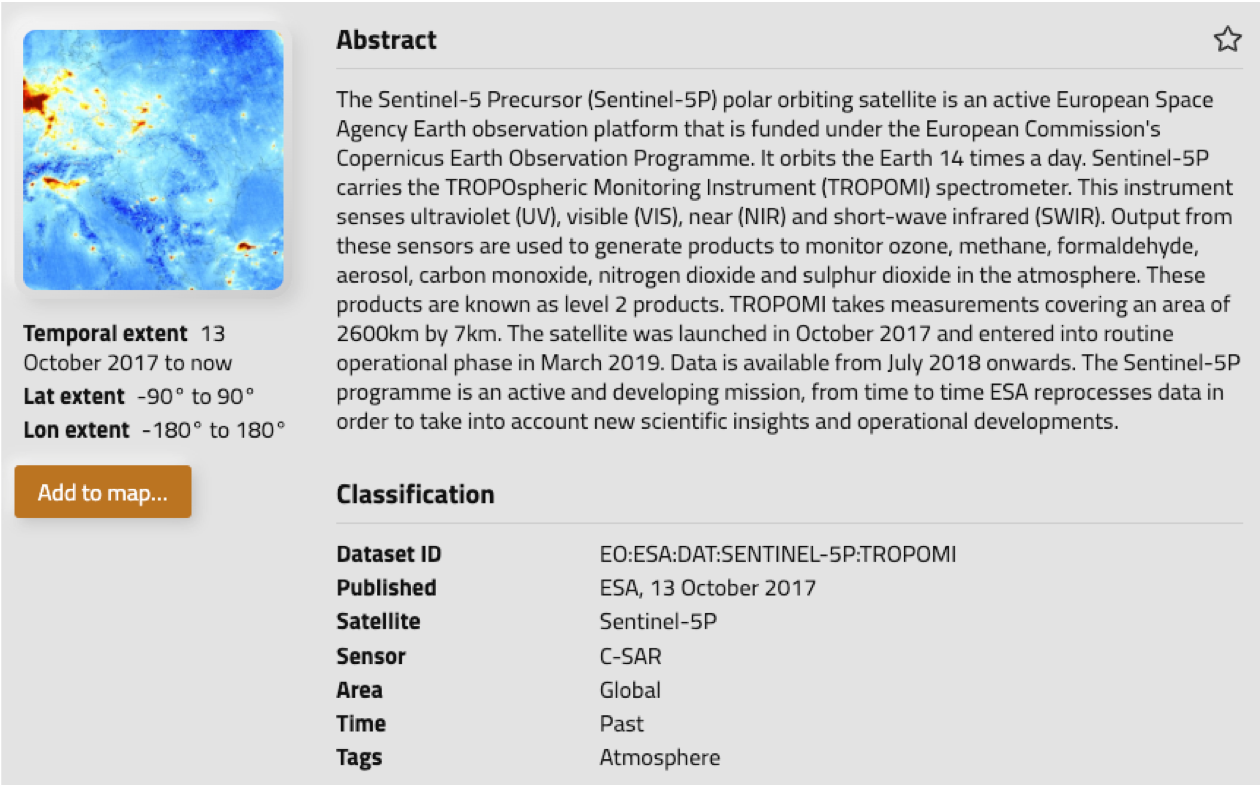 Abstract
The Sentinel-5 Precursor (Sentinel-5P) polar orbiting satellite is an active European Space
Agency Earth observation platform that is funded under the European Commission's
Copernicus Earth Observation Programme. It orbits the Earth 14 times a day. Sentinel-5P
carries the TROPOspheric Monitoring Instrument (TROPOMI) spectrometer. This instrument
senses ultraviolet (UV), visible (VIS), near (NIR) and short-wave infrared (SWIR). Output from
these sensors are used to generate products to monitor ozone, methane, formaldehyde,
aerosol, carbon monoxide, nitrogen dioxide and sulphur dioxide in the atmosphere. These
products are known as level 2 products. TROPOMI takes measurements covering an area of
2600km by 7km. The satellite was launched in October 2017 and entered into routine
operational phase in March 2019. Data is available from July 2018 onwards. The Sentinel-5P
programme is an active and developing mission, from time to time ESA reprocesses data in
order to take into account new scientific insights and operational developments.
Temporal extent 13
October 2017 to now
Lat extent -90° to 90°
Lon extent -180° to 180°
Add to map...
Classification
Dataset ID EO:ESA:DAT:SENTINEL-5P:TROPOMI
Published ESA, 13 October 2017
Satellite Sentinel-5P
Sensor C-SAR
Area Global
Time Past
Tags Atmosphere